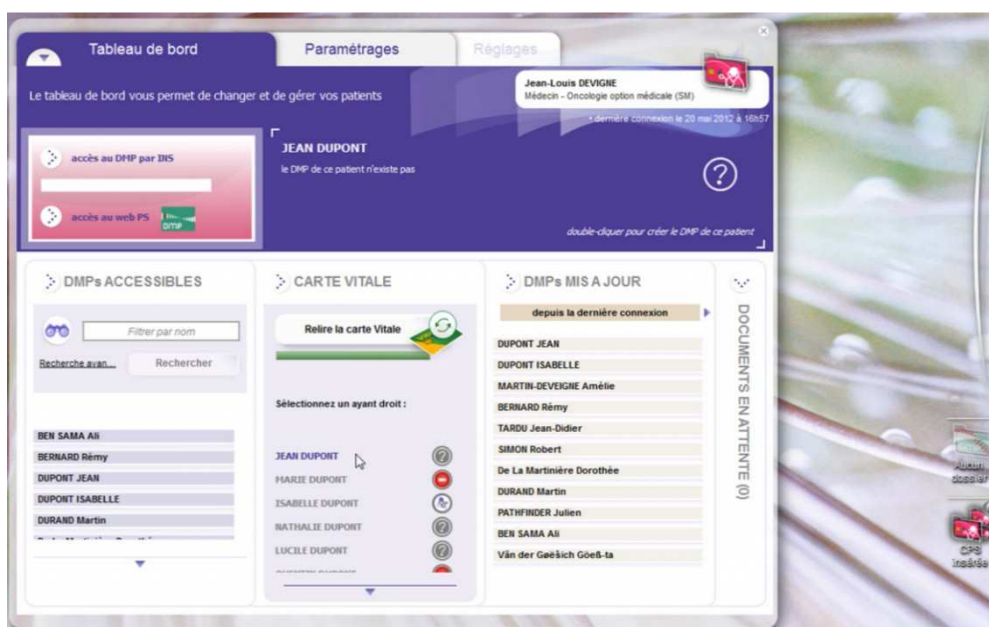 Tableau de bord
Paramétrages
Réglages
Le tableau de bord vous permet de changer et de gérer vos patients
Jean-Louis DEVIGNE
Médecin - Oncologie option médicale (SM)
• dernière connexion le 20 mai 2012 à 16h57
accès au DMP par INS
accès au web PS
DMP
JEAN DUPONT
le DMP de ce patient n'existe pas
?
double-cliquer pour créer le DMP de ce patient
DMPs ACCESSIBLES
Filtrer par nom
Recherche avan...
Rechercher
BEN SAMA Ali
BERNARD Rémy
DUPONT JEAN
DUPONT ISABELLE
DURAND Martin
CARTE VITALE
Relire la carte Vitale
Sélectionnez un ayant droit :
JEAN DUPONT
MARIE DUPONT
ISABELLE DUPONT
NATHALIE DUPONT
LUCILE DUPONT
DMPs MIS A JOUR
depuis la dernière connexion
DUPONT JEAN
DUPONT ISABELLE
MARTIN-DEVEIGNE Amélie
BERNARD Rémy
TARDU Jean-Didier
SIMON Robert
De La Martinière Dorothée
DURAND Martin
PATHFINDER Julien
BEN SAMA Ali
Vân der Gøëšich Göeß-ta
DOCUMENTS EN ATTENTE (0)
Aucun
dossier
CPS
insérée